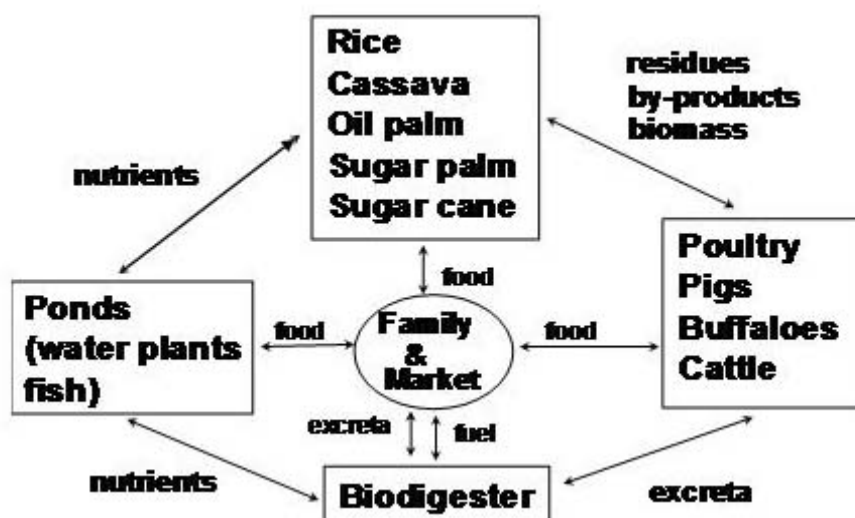 Rice
Cassava
Oil palm
Sugar palm
Sugar cane
residues
by-products
biomass
nutrients
food
Poultry
Pigs
Buffaloes
Cattle
Ponds
(water plants
fish)
food
Family
&
Market
food
excreta
fuel
nutrients
Biodigester
excreta